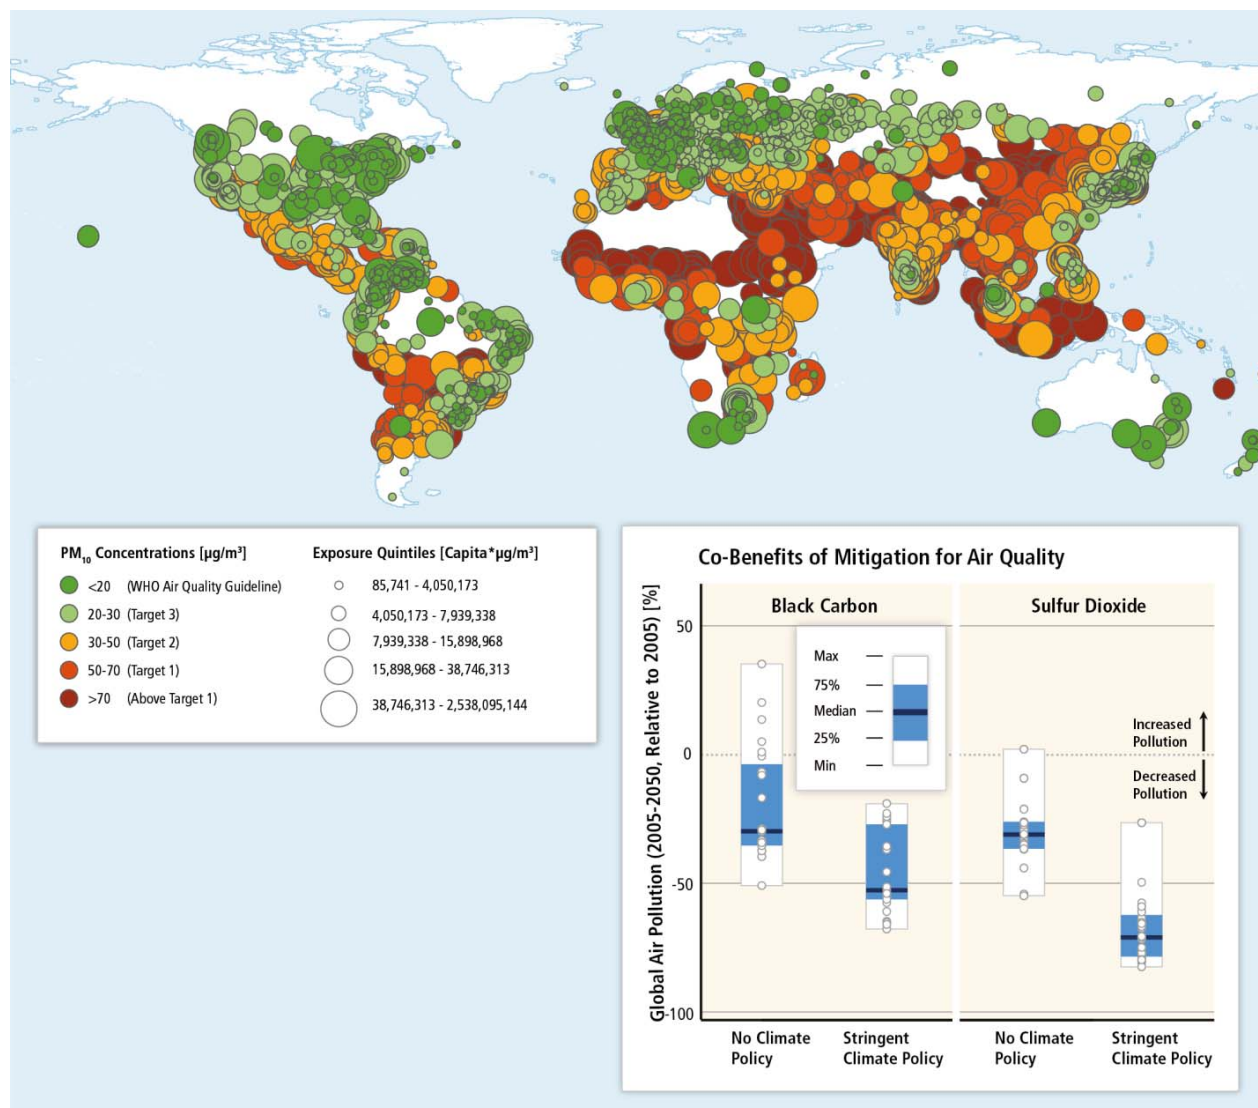 PM10 Concentrations [µg/m³]
<20 (WHO Air Quality Guideline)
20-30 (Target 3)
30-50 (Target 2)
50-70 (Target 1)
>70 (Above Target 1)
Exposure Quintiles [Capita*µg/m³]
85,741 - 4,050,173
4,050,173 - 7,939,338
7,939,338 - 15,898,968
15,898,968 - 38,746,313
38,746,313 - 2,538,095,144
Co-Benefits of Mitigation for Air Quality
Global Air Pollution (2005-2050, Relative to 2005) [%]
Black Carbon
Sulfur Dioxide
50
0
-50
-100
Max
75%
Median
25%
Min
Increased
Pollution
Decreased
Pollution
No Climate
Policy
Stringent
Climate Policy
No Climate
Policy
Stringent
Climate Policy